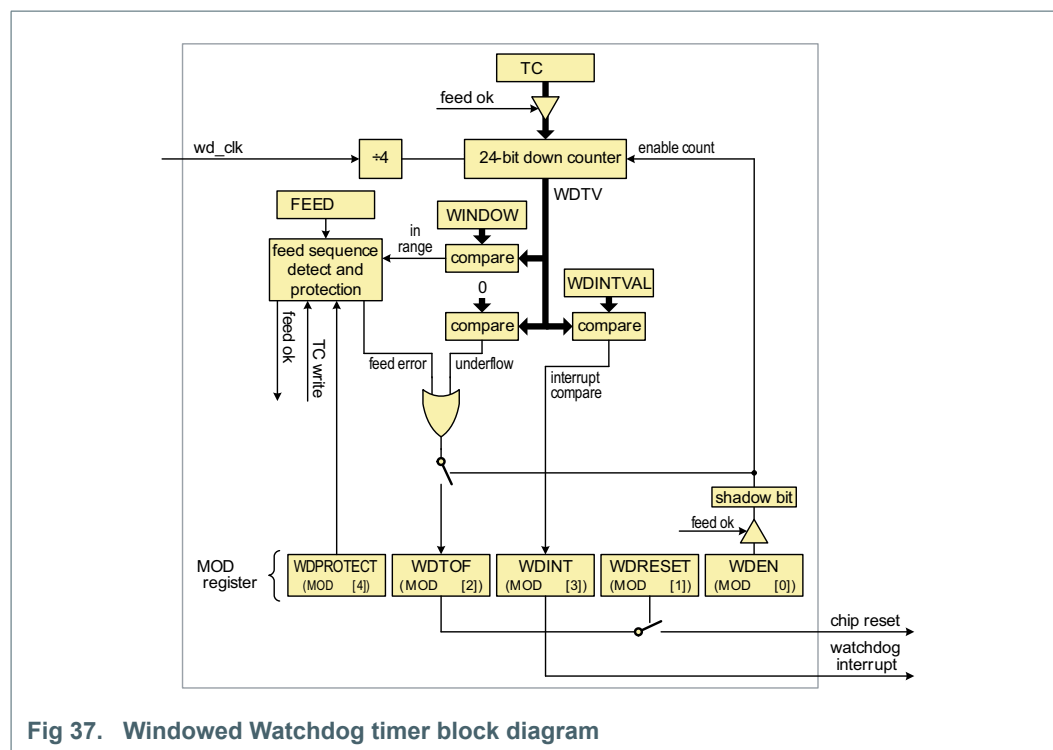 TC
feed ok
wd_clk
÷4
24-bit down counter
enable count
WDTV
FEED
WINDOW
in
range
feed sequence
detect and
protection
compare
0
WDINTVAL
compare
compare
feed ok
TC write
feed error
underflow
interrupt
compare
shadow bit
feed ok
MOD
register
WDPROTECT
(MOD [4])
WDTOF
(MOD [2])
WDINT
(MOD [3])
WDRESET
(MOD [1])
WDEN
(MOD [0])
chip reset
watchdog
interrupt
Fig 37. Windowed Watchdog timer block diagram